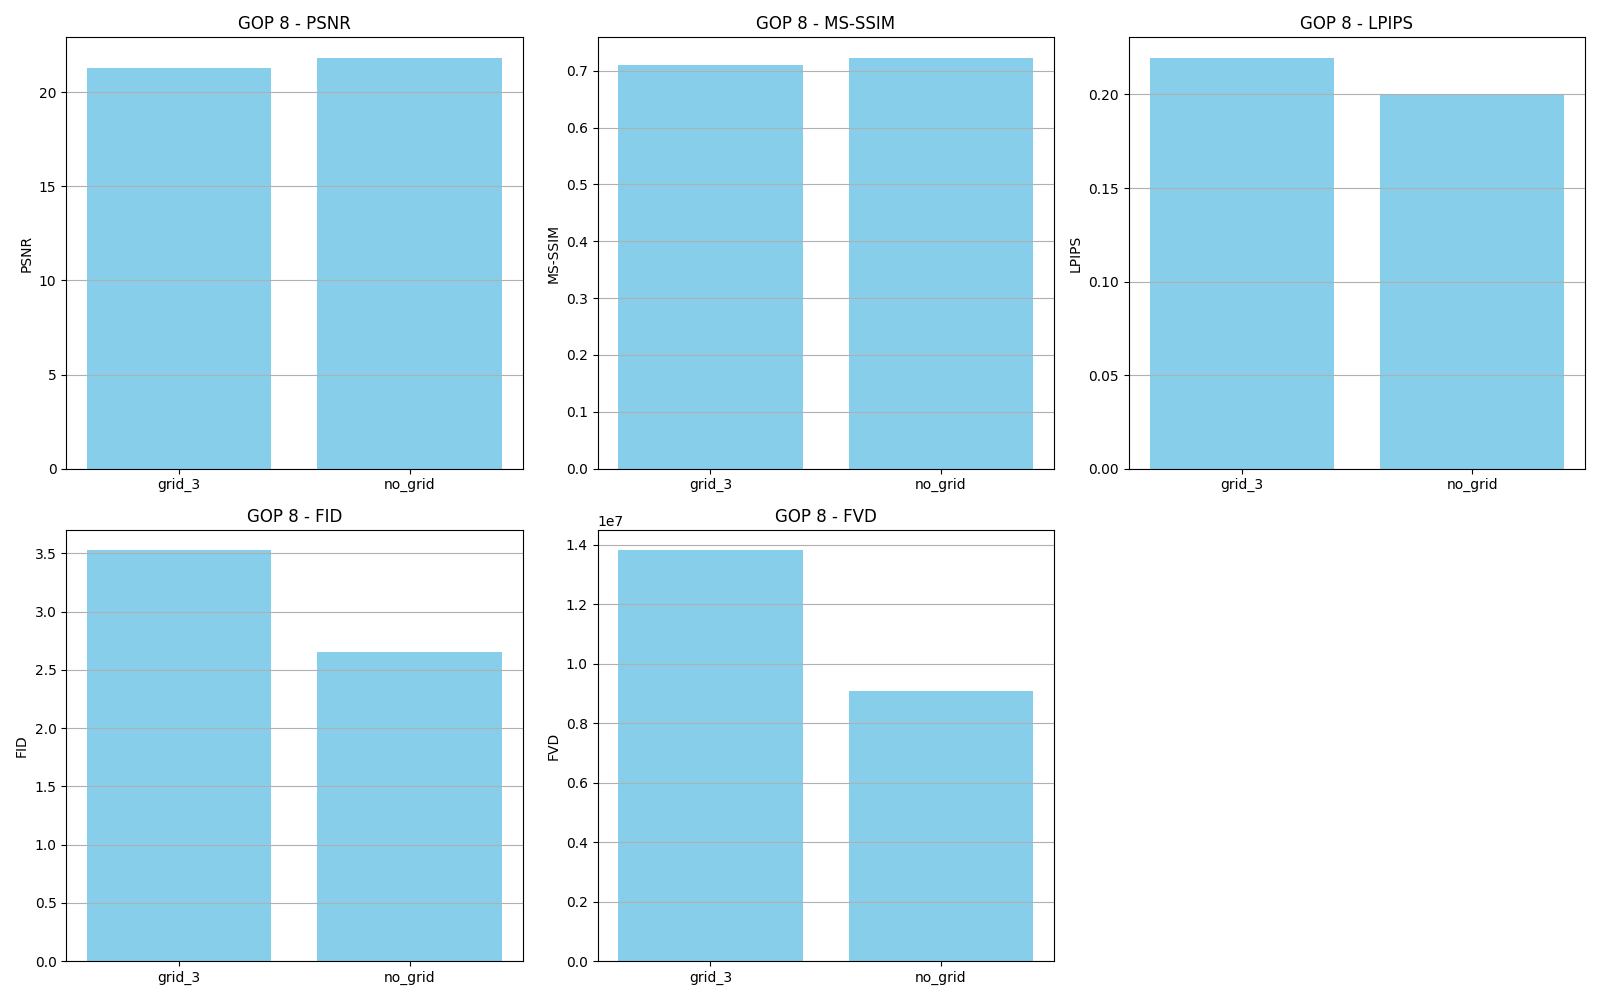 GOP 8 - PSNR
PSNR
20
15
10
5
0
grid_3
no_grid
GOP 8 - MS-SSIM
MS-SSIM
0.7
0.6
0.5
0.4
0.3
0.2
0.1
0.0
grid_3
no_grid
GOP 8 - LPIPS
LPIPS
0.20
0.15
0.10
0.05
0.00
grid_3
no_grid
GOP 8 - FID
FID
3.5
3.0
2.5
2.0
1.5
1.0
0.5
0.0
grid_3
no_grid
GOP 8 - FVD
1e7
FVD
1.4
1.2
1.0
0.8
0.6
0.4
0.2
0.0
grid_3
no_grid